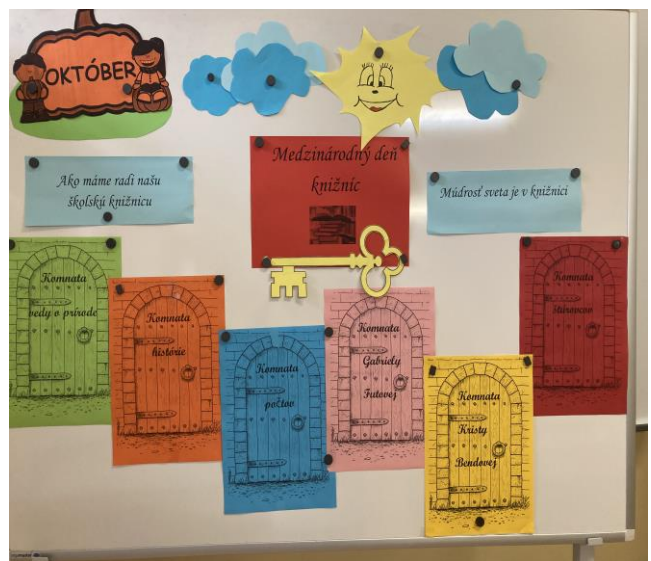 OKTÓBER
Medzinárodný deň
knižníc
Ako máme radi našu
školskú knižnicu
Múdrosť sveta je v knižnici
Komnata
vedy o prírode
Komnata
histórie
Komnata
počtov
Komnata
Gabriely
Futovej
Komnata
Kristy
Bendovej
Komnata
štúrovcov